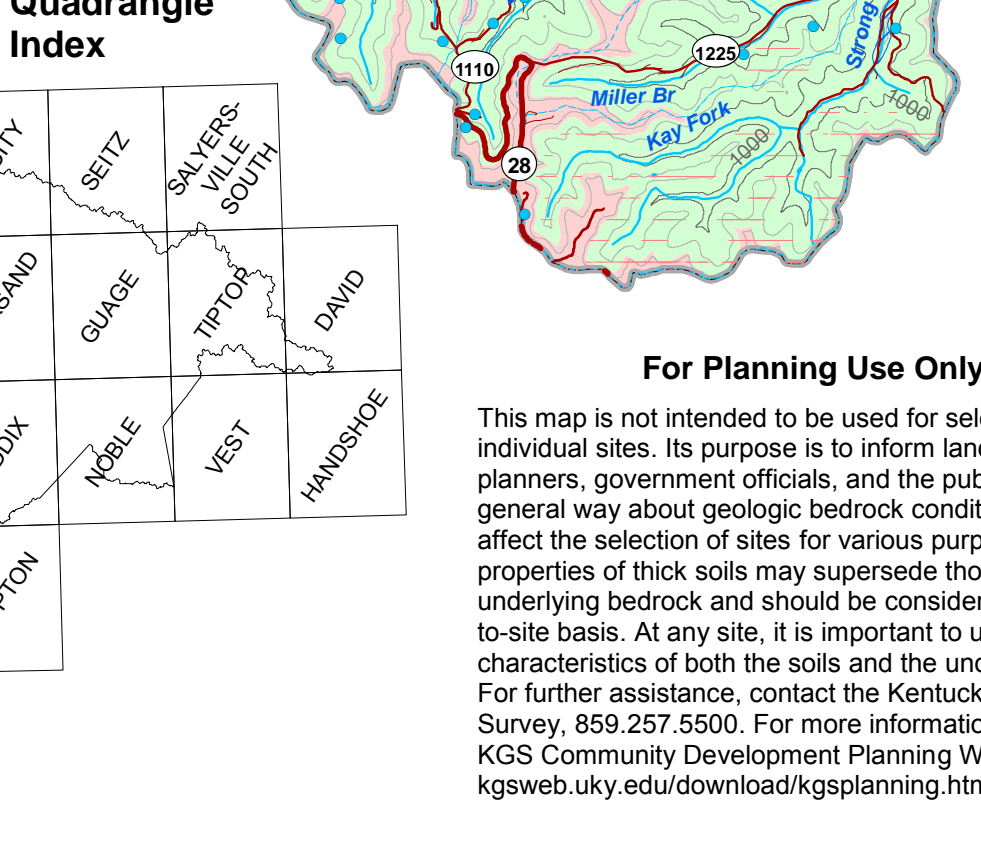 Quadrangle
Index
1110
1225
Strong
Miller Br
Kay Fork
1000
1000
28
SEITZ
SALYERS-
VILLE
SOUTH
GUAGE
TIPTOP
DAVID
NOBLE
VEST
HANDSHOE
For Planning Use Only
This map is not intended to be used for sel
individual sites. Its purpose is to inform lan
planners, government officials, and the pub
general way about geologic bedrock condit
affect the selection of sites for various purp
properties of thick soils may supersede tho
underlying bedrock and should be consider
to-site basis. At any site, it is important to u
characteristics of both the soils and the und
For further assistance, contact the Kentuck
Survey, 859.257.5500. For more informatio
KGS Community Development Planning W
kgsweb.uky.edu/download/kgsplanning.htm